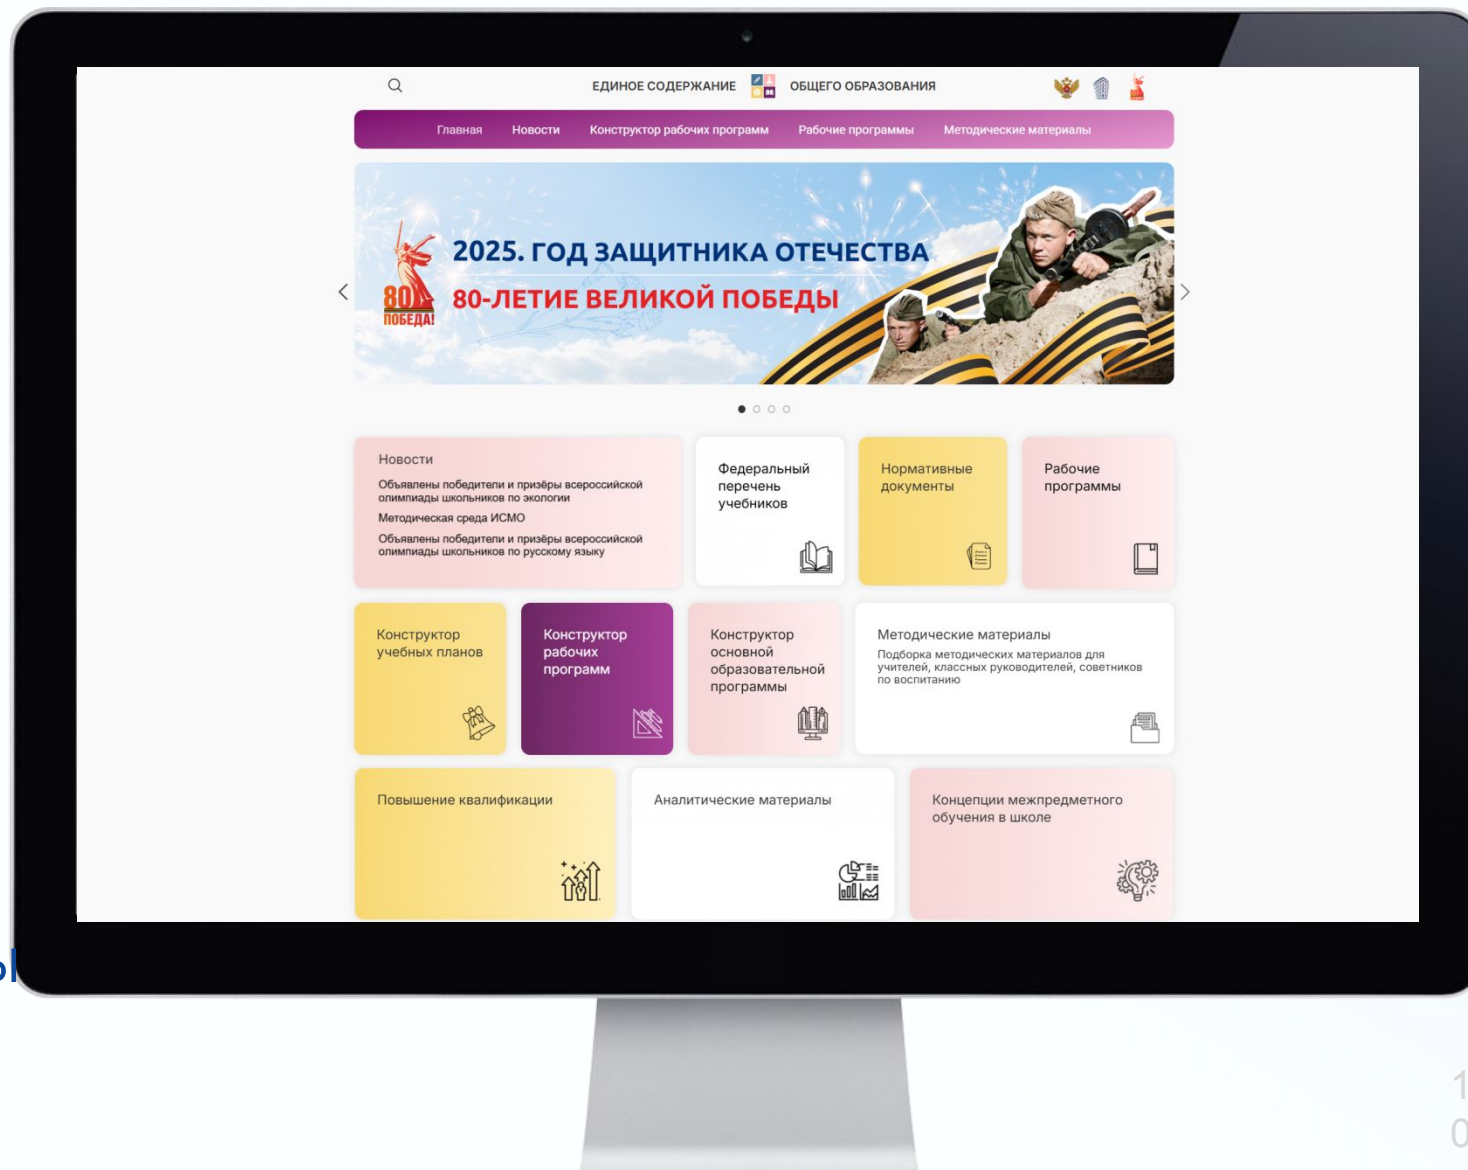 ЕДИНОЕ СОДЕРЖАНИЕ ОБЩЕГО ОБРАЗОВАНИЯ
Главная Новости Конструктор рабочих программ Рабочие программы Методические материалы
2025. ГОД ЗАЩИТНИКА ОТЕЧЕСТВА
80-ЛЕТИЕ ВЕЛИКОЙ ПОБЕДЫ
80
ПОБЕДА!
Новости
Объявлены победители и призёры всероссийской
олимпиады школьников по экологии
Методическая среда ИСМО
Объявлены победители и призёры всероссийской
олимпиады школьников по русскому языку
Федеральный
перечень
учебников
Нормативные
документы
Рабочие
программы
Конструктор
учебных планов
Конструктор
рабочих
программ
Конструктор
основной
образовательной
программы
Методические материалы
Подборка методических материалов для
учителей, классных руководителей, советников
по воспитанию
Повышение квалификации
Аналитические материалы
Концепции межпредметного
обучения в школе
ы
1
0